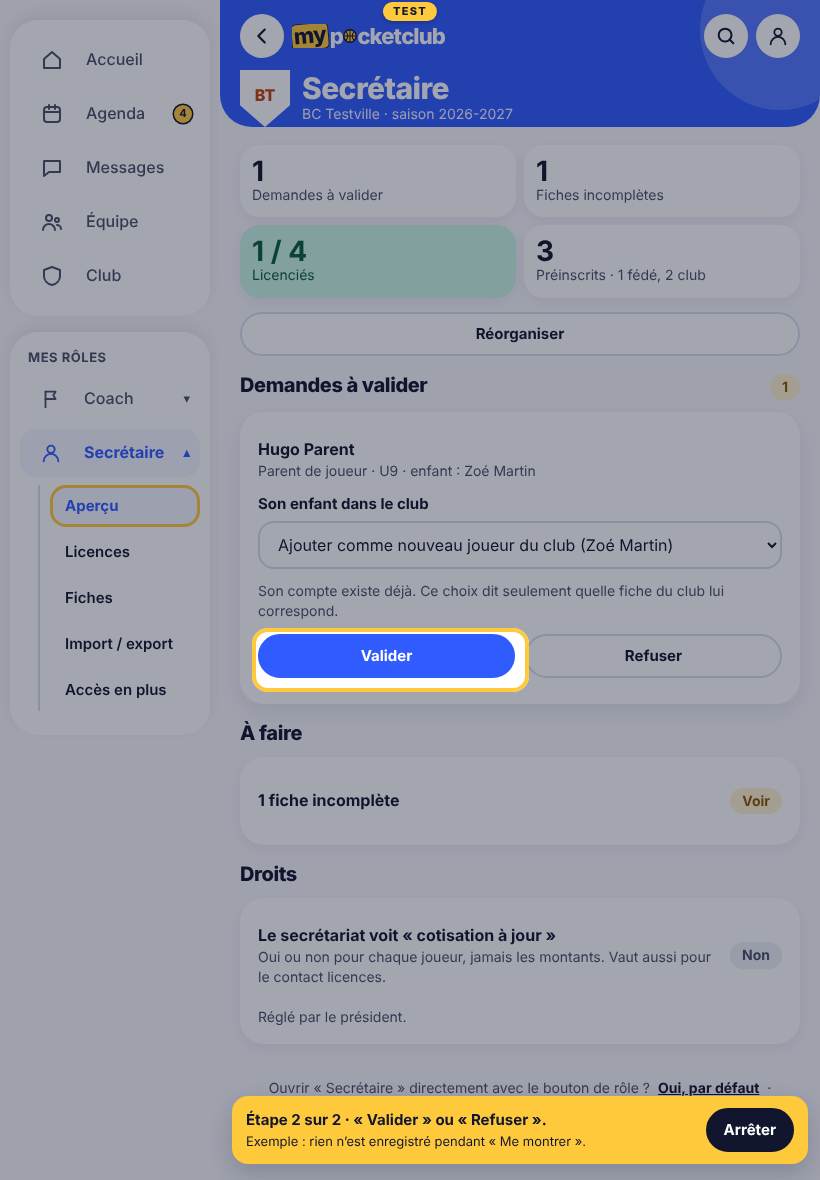 TEST
mypocketclub
Accueil
Agenda 4
Messages
Équipe
Club
MES RÔLES
Coach ▾
Secrétaire ▴
Aperçu
Licences
Fiches
Import / export
Accès en plus
BT
Secrétaire
BC Testville · saison 2026-2027
1
Demandes à valider
1
Fiches incomplètes
1 / 4
Licenciés
3
Préinscrits · 1 fédé, 2 club
Réorganiser
Demandes à valider 1
Hugo Parent
Parent de joueur · U9 · enfant : Zoé Martin
Son enfant dans le club
Ajouter comme nouveau joueur du club (Zoé Martin)
Son compte existe déjà. Ce choix dit seulement quelle fiche du club lui
correspond.
Valider Refuser
À faire
1 fiche incomplète Voir
Droits
Le secrétariat voit « cotisation à jour »
Oui ou non pour chaque joueur, jamais les montants. Vaut aussi pour
le contact licences.
Non
Réglé par le président.
Ouvrir « Secrétaire » directement avec le bouton de rôle ? Oui, par défaut ·
Étape 2 sur 2 · « Valider » ou « Refuser ».
Exemple : rien n’est enregistré pendant « Me montrer ».
Arrêter